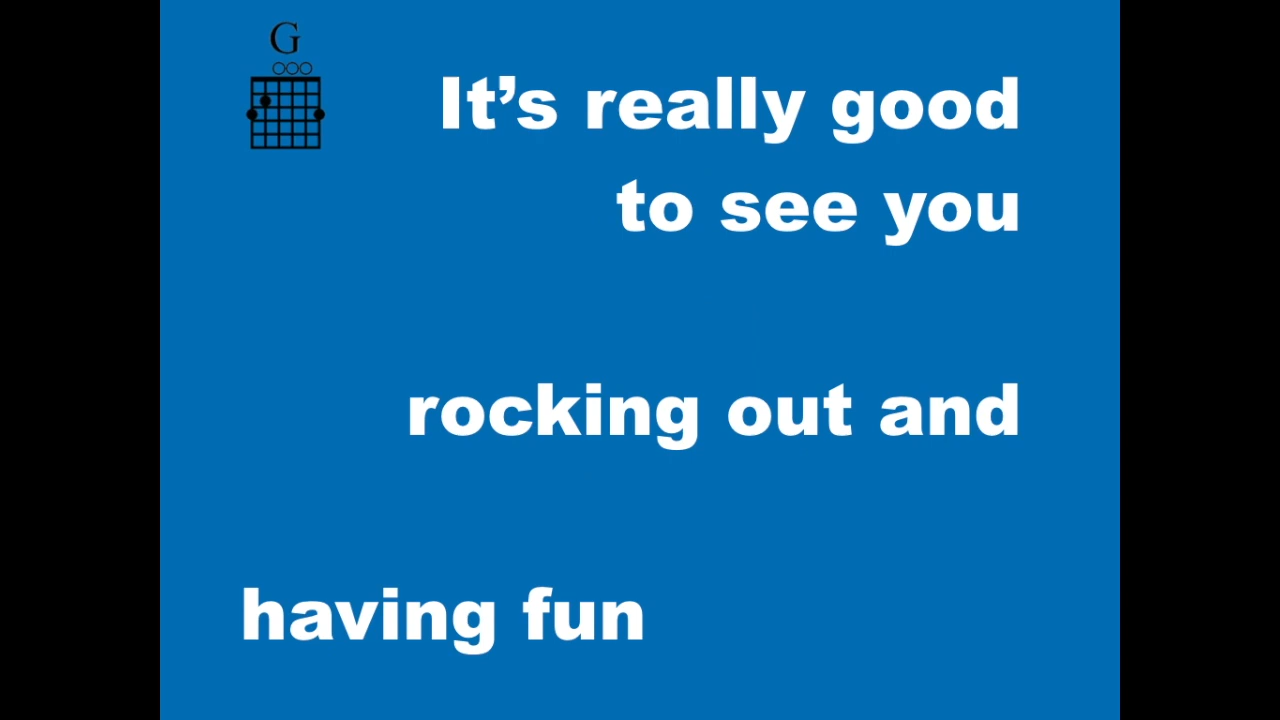 G
It’s really good
to see you
rocking out and
having fun